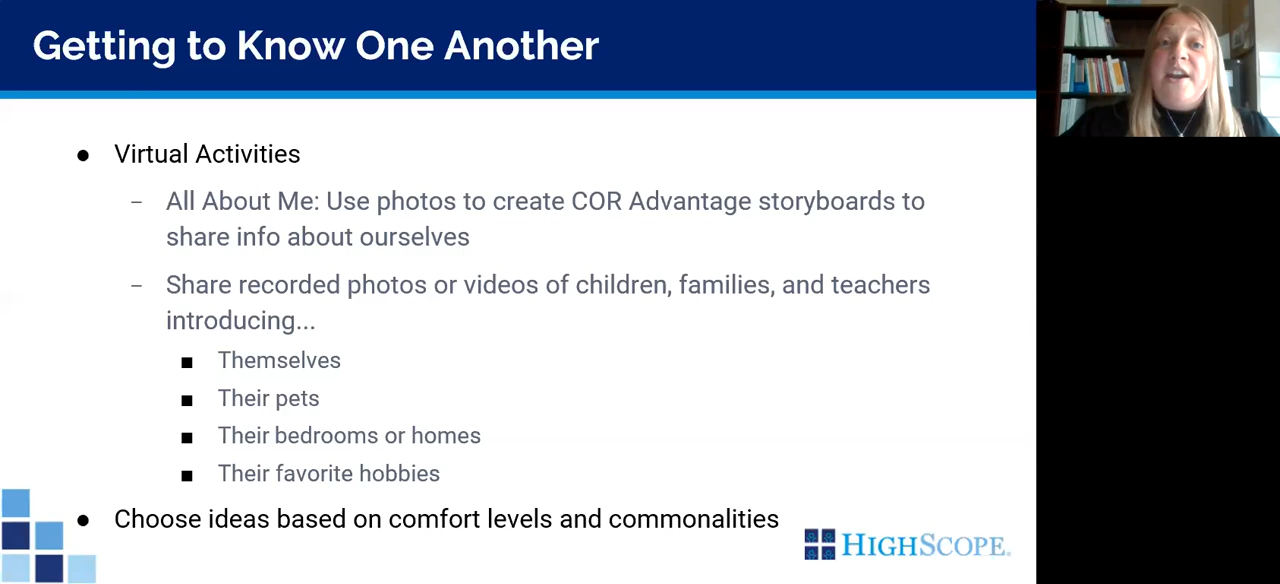 Getting to Know One Another
● Virtual Activities
– All About Me: Use photos to create COR Advantage storyboards to
share info about ourselves
– Share recorded photos or videos of children, families, and teachers
introducing...
■ Themselves
■ Their pets
■ Their bedrooms or homes
■ Their favorite hobbies
● Choose ideas based on comfort levels and commonalities
HIGHSCOPE®